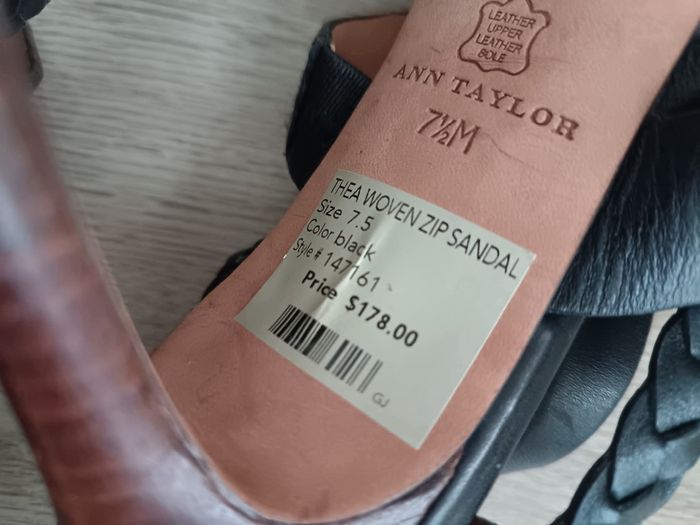 LEATHER
UPPER
LEATHER
SOLE
ANN TAYLOR
7½M
THEA WOVEN ZIP SANDAL
Size 7.5
Color black
Style # 147161
Price $178.00
GJ